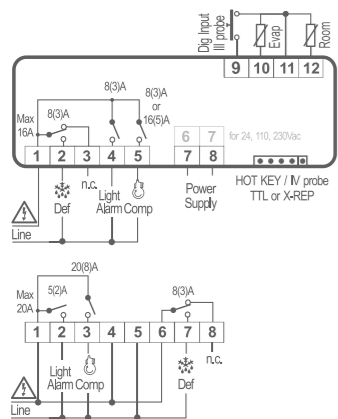 Dig Input
III probe
Evap
Room
9 10 11 12
8(3)A
8(3)A
or
16(5)A
8(3)A
Max
16A
6 7 for 24, 110, 230Vac
1 2 3 4 5 7 8
n.c.
Def
Light
Alarm Comp
Power
Supply
HOT KEY / IV probe
TTL or X-REP
Line
20(8)A
5(2)A
8(3)A
Max
20A
1 2 3 4 5 6 7 8
n.c.
Light
Alarm Comp
Def
Line